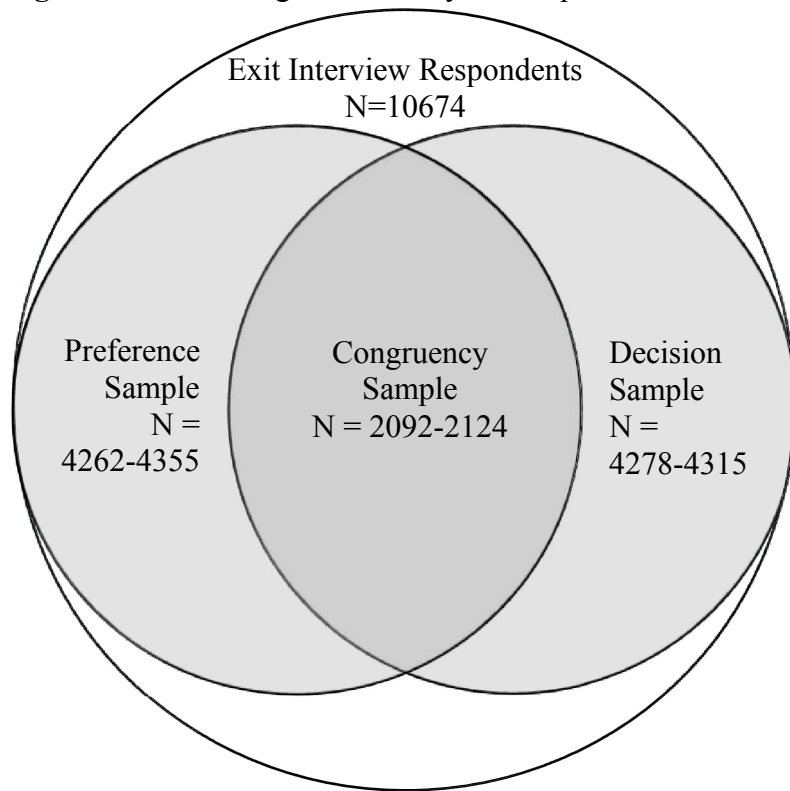 Exit Interview Respondents
N=10674
Preference
Sample
N =
4262-4355
Congruency
Sample
N = 2092-2124
Decision
Sample
N =
4278-4315